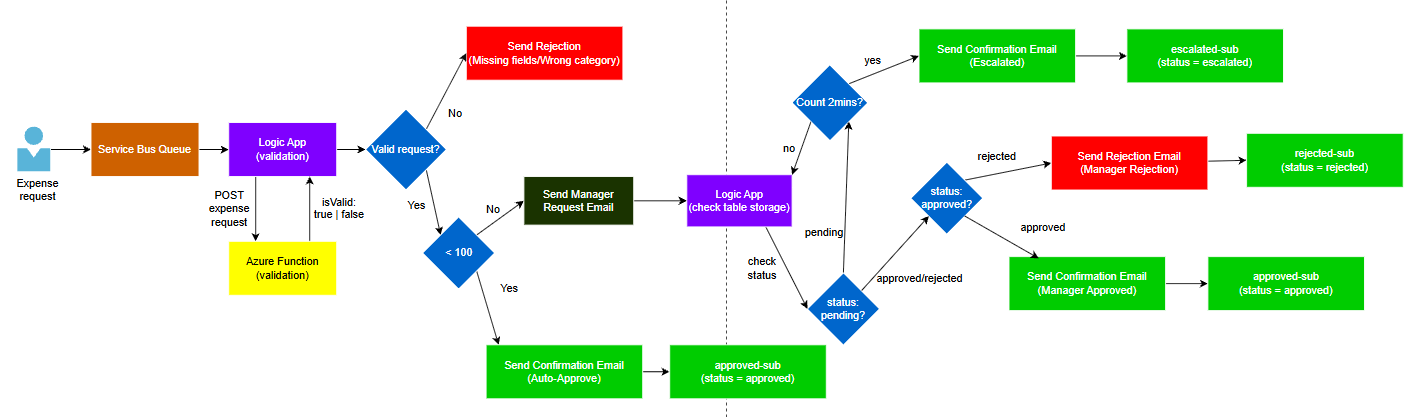 Expense
request
Service Bus Queue
Logic App
(validation)
POST
expense
request
isValid:
true | false
Azure Function
(validation)
Valid request?
No
Send Rejection
(Missing fields/Wrong category)
Yes
< 100
No
Send Manager
Request Email
Yes
Send Confirmation Email
(Auto-Approve)
approved-sub
(status = approved)
Logic App
(check table storage)
check
status
status:
pending?
pending
Count 2mins?
no
yes
Send Confirmation Email
(Escalated)
escalated-sub
(status = escalated)
approved/rejected
status:
approved?
rejected
Send Rejection Email
(Manager Rejection)
rejected-sub
(status = rejected)
approved
Send Confirmation Email
(Manager Approved)
approved-sub
(status = approved)